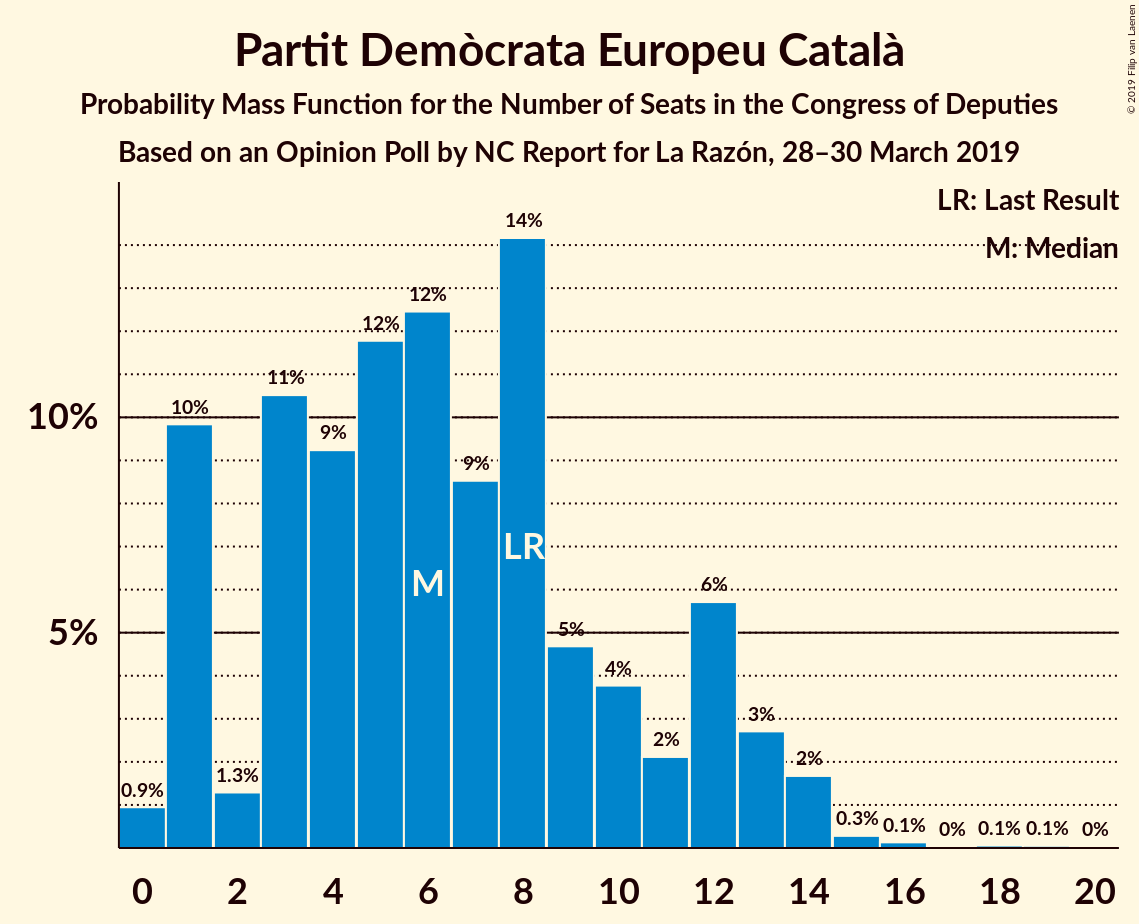 Partit Demòcrata Europeu Català
Probability Mass Function for the Number of Seats in the Congress of Deputies
Based on an Opinion Poll by NC Report for La Razón, 28–30 March 2019
© 2019 Filip van Laenen
LR: Last Result
M: Median
10%
5%
0.9%
10%
1.3%
11%
9%
12%
12%
9%
14%
5%
4%
2%
6%
3%
2%
0.3%
0.1%
0%
0.1%
0.1%
0%
M
LR
0 2 4 6 8 10 12 14 16 18 20